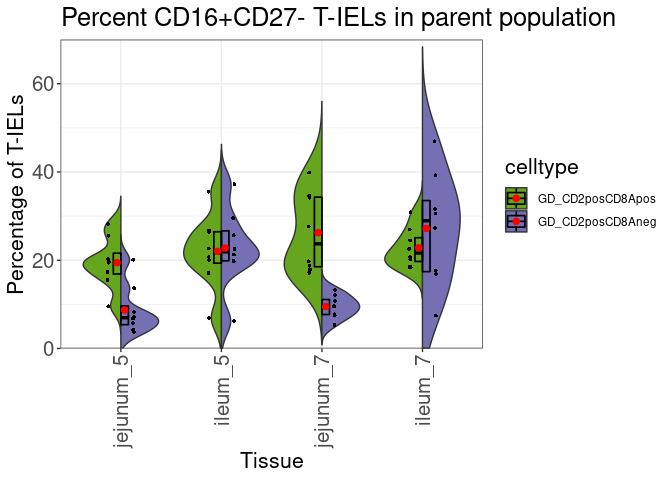 Percent CD16+CD27- T-IELs in parent population
Percentage of T-IELs
60
40
20
0
jejunum_5
ileum_5
jejunum_7
ileum_7
Tissue
celltype
GD_CD2posCD8Apos
GD_CD2posCD8Aneg